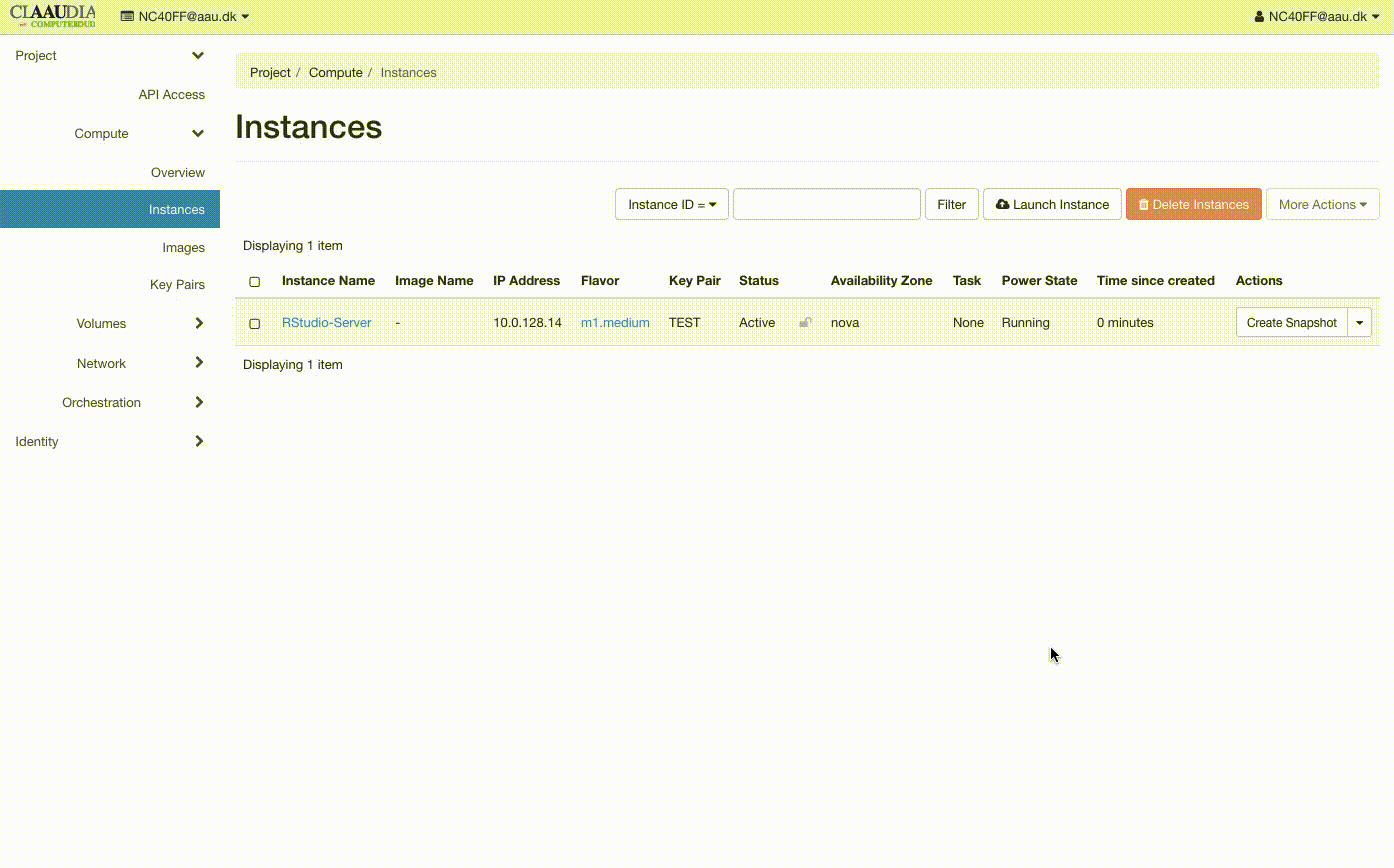 CLAAUDIA NC40FF@aau.dk NC40FF@aau.dk
Project
API Access
Compute
Overview
Instances
Images
Key Pairs
Volumes
Network
Orchestration
Identity
Project / Compute / Instances
Instances
Instance ID = Filter Launch Instance Delete Instances More Actions
Displaying 1 item
Instance Name Image Name IP Address Flavor Key Pair Status Availability Zone Task Power State Time since created Actions
RStudio-Server - 10.0.128.14 m1.medium TEST Active nova None Running 0 minutes Create Snapshot
Displaying 1 item